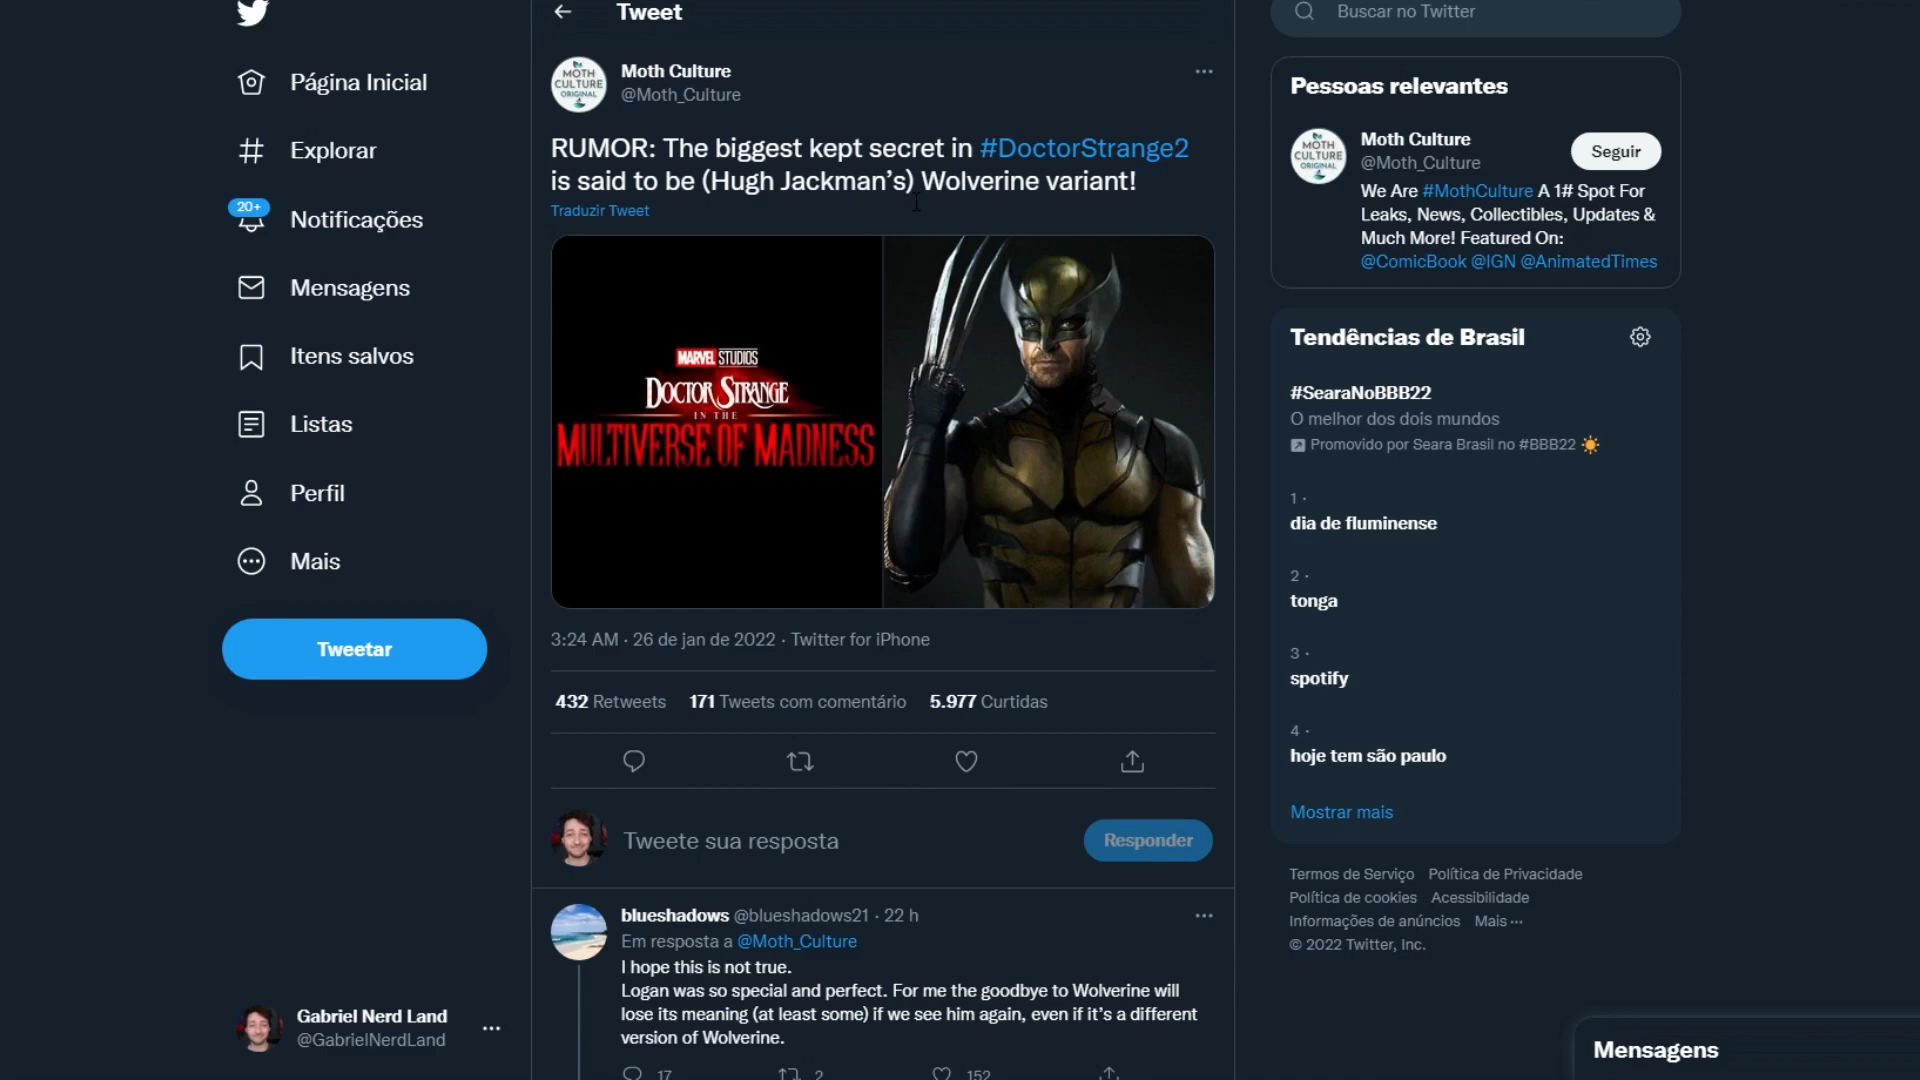 Página Inicial
Explorar
20+
Notificações
Mensagens
Itens salvos
Listas
Perfil
Mais
Tweetar
Gabriel Nerd Land
@GabrielNerdLand
Tweet
MOTH
CULTURE
ORIGINAL
Moth Culture
@Moth_Culture
RUMOR: The biggest kept secret in #DoctorStrange2
is said to be (Hugh Jackman’s) Wolverine variant!
Traduzir Tweet
MARVEL STUDIOS
DOCTOR STRANGE
IN THE
MULTIVERSE OF MADNESS
3:24 AM · 26 de jan de 2022 · Twitter for iPhone
432 Retweets 171 Tweets com comentário 5.977 Curtidas
Tweete sua resposta
Responder
blueshadows @blueshadows21 · 22 h
Em resposta a @Moth_Culture
I hope this is not true.
Logan was so special and perfect. For me the goodbye to Wolverine will
lose its meaning (at least some) if we see him again, even if it’s a different
version of Wolverine.
17 2 152
Buscar no Twitter
Pessoas relevantes
MOTH
CULTURE
ORIGINAL
Moth Culture
@Moth_Culture
Seguir
We Are #MothCulture A 1# Spot For
Leaks, News, Collectibles, Updates &
Much More! Featured On:
@ComicBook @IGN @AnimatedTimes
Tendências de Brasil
#SearaNoBBB22
O melhor dos dois mundos
Promovido por Seara Brasil no #BBB22
1 ·
dia de fluminense
2 ·
tonga
3 ·
spotify
4 ·
hoje tem são paulo
Mostrar mais
Termos de Serviço Política de Privacidade
Política de cookies Acessibilidade
Informações de anúncios Mais ···
© 2022 Twitter, Inc.
Mensagens